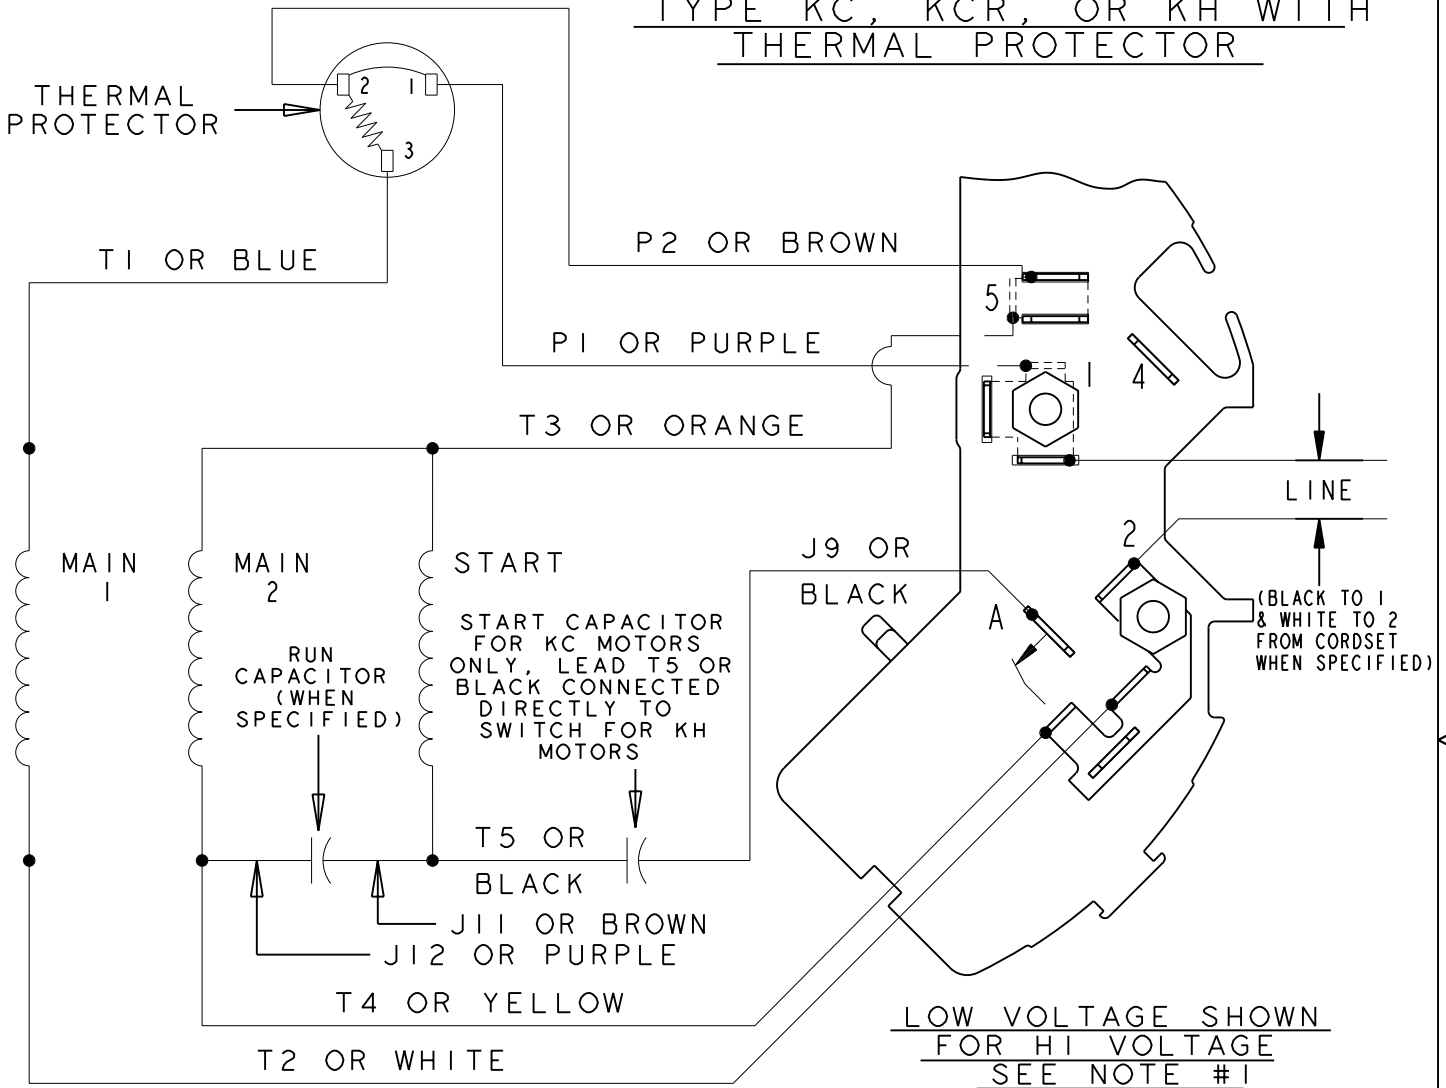 TYPE KC, KCR, OR KH WITH
THERMAL PROTECTOR
THERMAL
PROTECTOR
2
1
3
T1 OR BLUE
P2 OR BROWN
5
P1 OR PURPLE
1
4
T3 OR ORANGE
LINE
MAIN
1
MAIN
2
START
J9 OR
BLACK
2
A
(BLACK TO 1
& WHITE TO 2
FROM CORDSET
WHEN SPECIFIED)
RUN
CAPACITOR
(WHEN
SPECIFIED)
START CAPACITOR
FOR KC MOTORS
ONLY, LEAD T5 OR
BLACK CONNECTED
DIRECTLY TO
SWITCH FOR KH
MOTORS
T5 OR
BLACK
J11 OR BROWN
J12 OR PURPLE
T4 OR YELLOW
T2 OR WHITE
LOW VOLTAGE SHOWN
FOR HI VOLTAGE
SEE NOTE #1